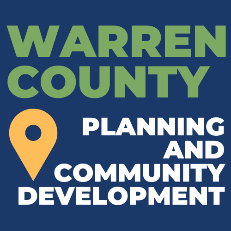 WARREN
COUNTY
PLANNING
AND
COMMUNITY
DEVELOPMENT